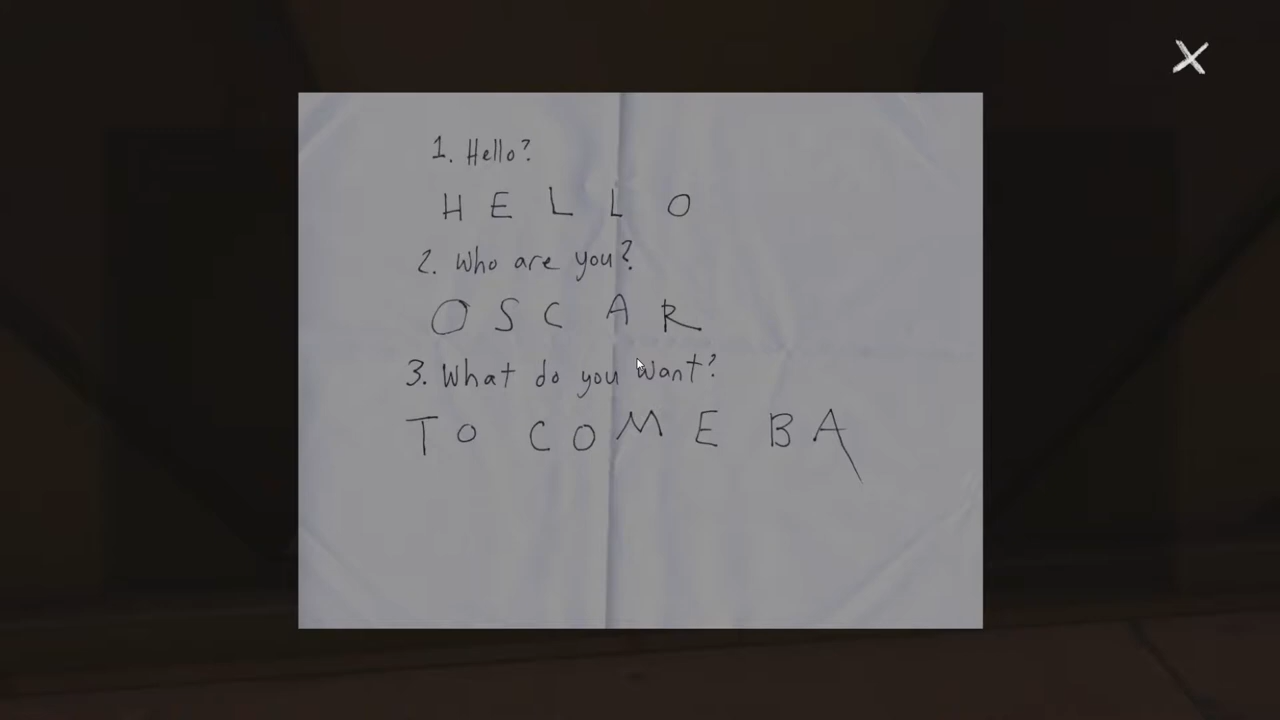 1. Hello?
H E L L O
2. Who are you?
O S C A R
3. What do you want?
T O C O M E B A